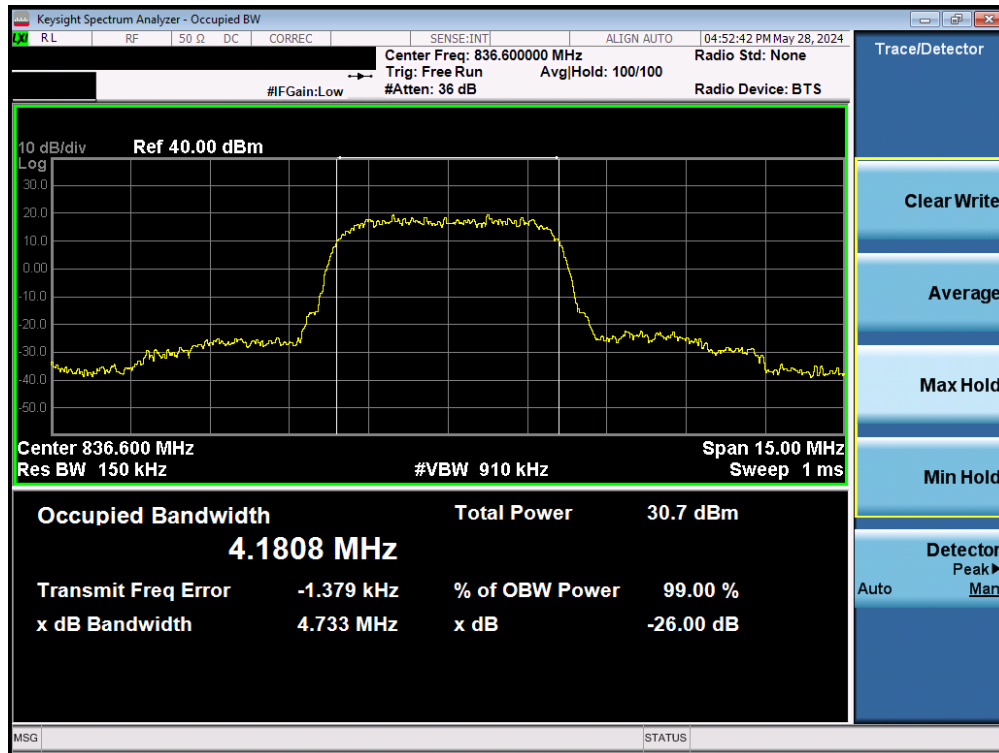 Keysight Spectrum Analyzer - Occupied BW
LXI RL RF 50 Ω DC CORREC SENSE:INT ALIGN AUTO 04:52:42 PM May 28, 2024
Center Freq: 836.600000 MHz Radio Std: None
Trig: Free Run Avg|Hold: 100/100
#IFGain:Low #Atten: 36 dB Radio Device: BTS
10 dB/div Ref 40.00 dBm
Log
30.0
20.0
10.0
0.00
-10.0
-20.0
-30.0
-40.0
-50.0
Center 836.600 MHz Span 15.00 MHz
Res BW 150 kHz #VBW 910 kHz Sweep 1 ms
Occupied Bandwidth Total Power 30.7 dBm
4.1808 MHz
Transmit Freq Error -1.379 kHz % of OBW Power 99.00 %
x dB Bandwidth 4.733 MHz x dB -26.00 dB
MSG STATUS
Trace/Detector
Clear Write
Average
Max Hold
Min Hold
Detector
Peak
Auto Man